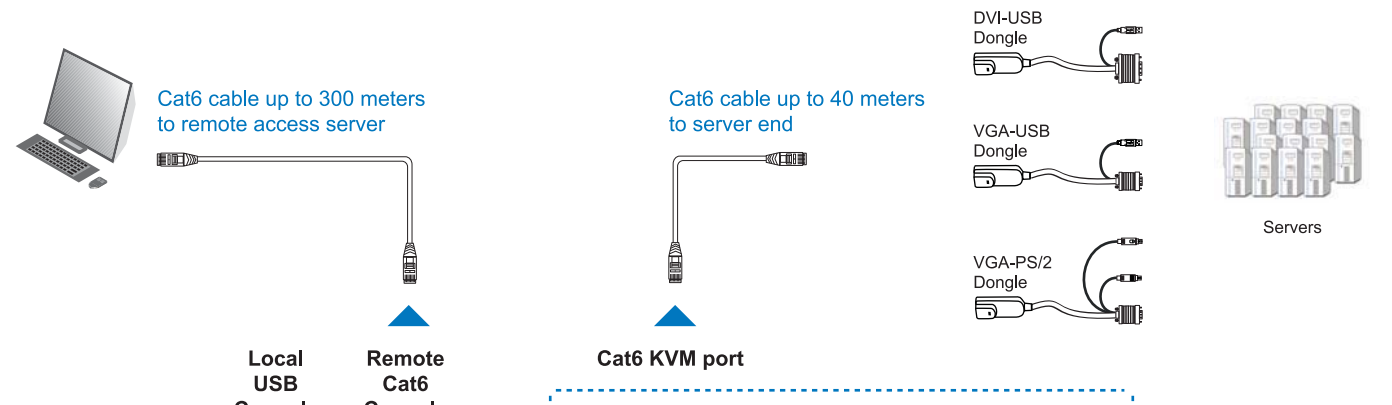 DVI-USB
Dongle
Cat6 cable up to 300 meters
to remote access server
Cat6 cable up to 40 meters
to server end
VGA-USB
Dongle
Servers
VGA-PS/2
Dongle
Local
USB
Remote
Cat6
Cat6 KVM port